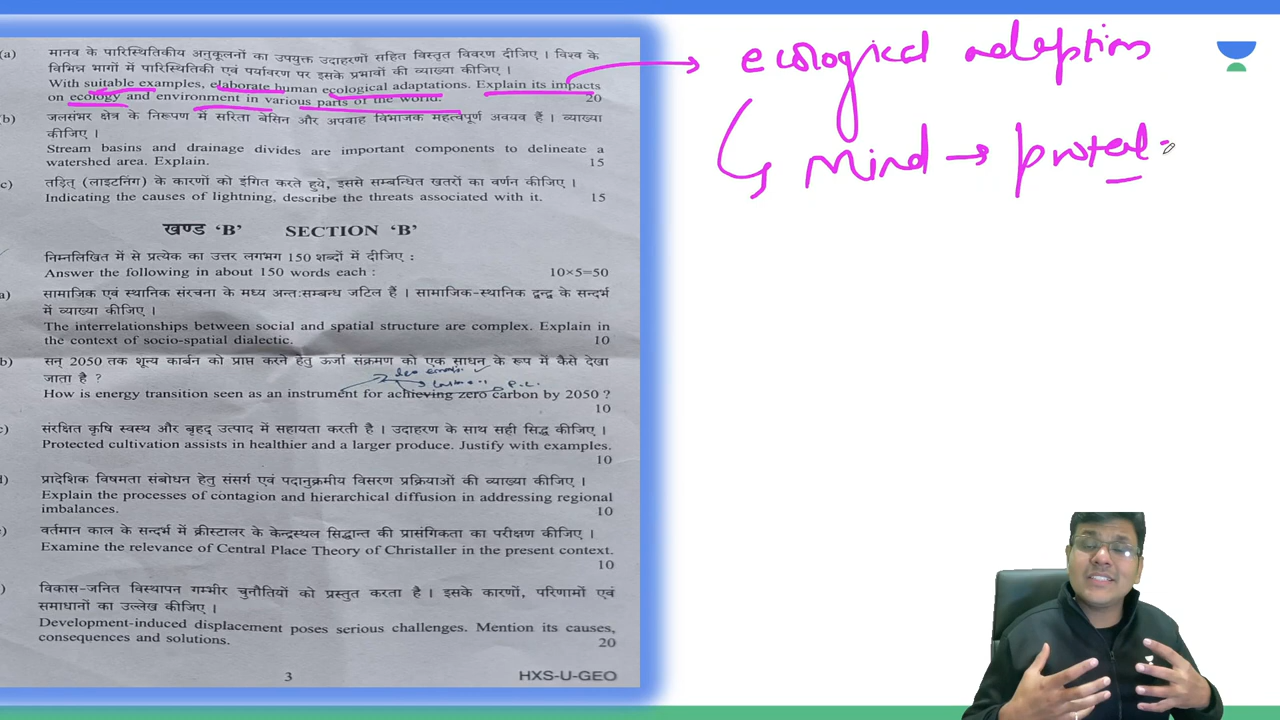 (a) मानव के पारिस्थितिकीय अनुकूलनों का उपयुक्त उदाहरणों सहित विस्तृत विवरण दीजिए । विश्व के
विभिन्न भागों में पारिस्थितिकी एवं पर्यावरण पर इसके प्रभावों की व्याख्या कीजिए ।
With suitable examples, elaborate human ecological adaptations. Explain its impacts
on ecology and environment in various parts of the world. 20
(b) जलसंभर क्षेत्र के निरूपण में सरिता बेसिन और अपवाह विभाजक महत्वपूर्ण अवयव हैं । व्याख्या
कीजिए ।
Stream basins and drainage divides are important components to delineate a
watershed area. Explain. 15
c) तड़ित् (लाइटनिंग) के कारणों को इंगित करते हुये, इससे सम्बन्धित खतरों का वर्णन कीजिए ।
Indicating the causes of lightning, describe the threats associated with it. 15
खण्ड 'B' SECTION 'B'
निम्नलिखित में से प्रत्येक का उत्तर लगभग 150 शब्दों में दीजिए :
Answer the following in about 150 words each : 10×5=50
a) सामाजिक एवं स्थानिक संरचना के मध्य अन्तःसम्बन्ध जटिल हैं । सामाजिक-स्थानिक द्वन्द्व के सन्दर्भ
में व्याख्या कीजिए ।
The interrelationships between social and spatial structure are complex. Explain in
the context of socio-spatial dialectic. 10
b) सन् 2050 तक शून्य कार्बन को प्राप्त करने हेतु ऊर्जा संक्रमण को एक साधन के रूप में कैसे देखा
जाता है ?
How is energy transition seen as an instrument for achieving zero carbon by 2050 ?
10
c) संरक्षित कृषि स्वस्थ और बृहद् उत्पाद में सहायता करती है । उदाहरण के साथ सही सिद्ध कीजिए ।
Protected cultivation assists in healthier and a larger produce. Justify with examples.
10
d) प्रादेशिक विषमता संबोधन हेतु संसर्ग एवं पदानुक्रमीय विसरण प्रक्रियाओं की व्याख्या कीजिए ।
Explain the processes of contagion and hierarchical diffusion in addressing regional
imbalances. 10
वर्तमान काल के सन्दर्भ में क्रीस्टालर के केन्द्रस्थल सिद्धान्त की प्रासंगिकता का परीक्षण कीजिए ।
Examine the relevance of Central Place Theory of Christaller in the present context.
10
) विकास-जनित विस्थापन गम्भीर चुनौतियों को प्रस्तुत करता है । इसके कारणों, परिणामों एवं
समाधानों का उल्लेख कीजिए ।
Development-induced displacement poses serious challenges. Mention its causes,
consequences and solutions. 20
3 HXS-U-GEO
ecological adaptions
Mind → proteal